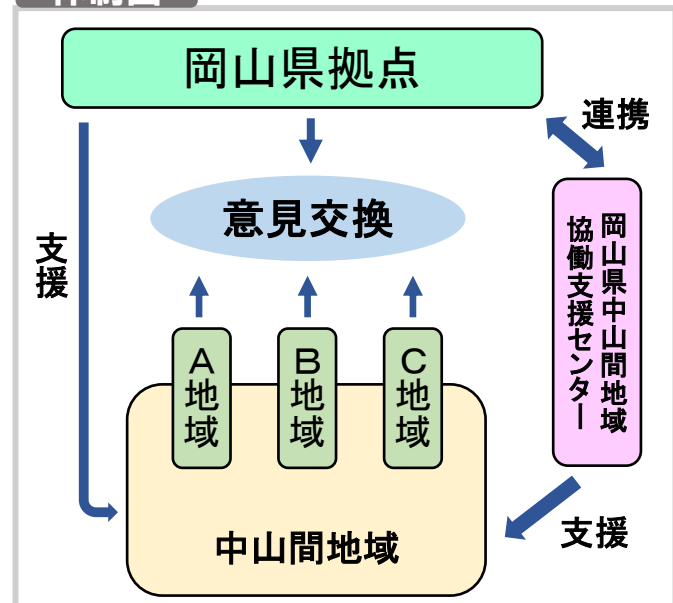 岡山県拠点
連携
意見交換
支援
岡山県中山間地域
協働支援センター
A地域
B地域
C地域
中山間地域
支援